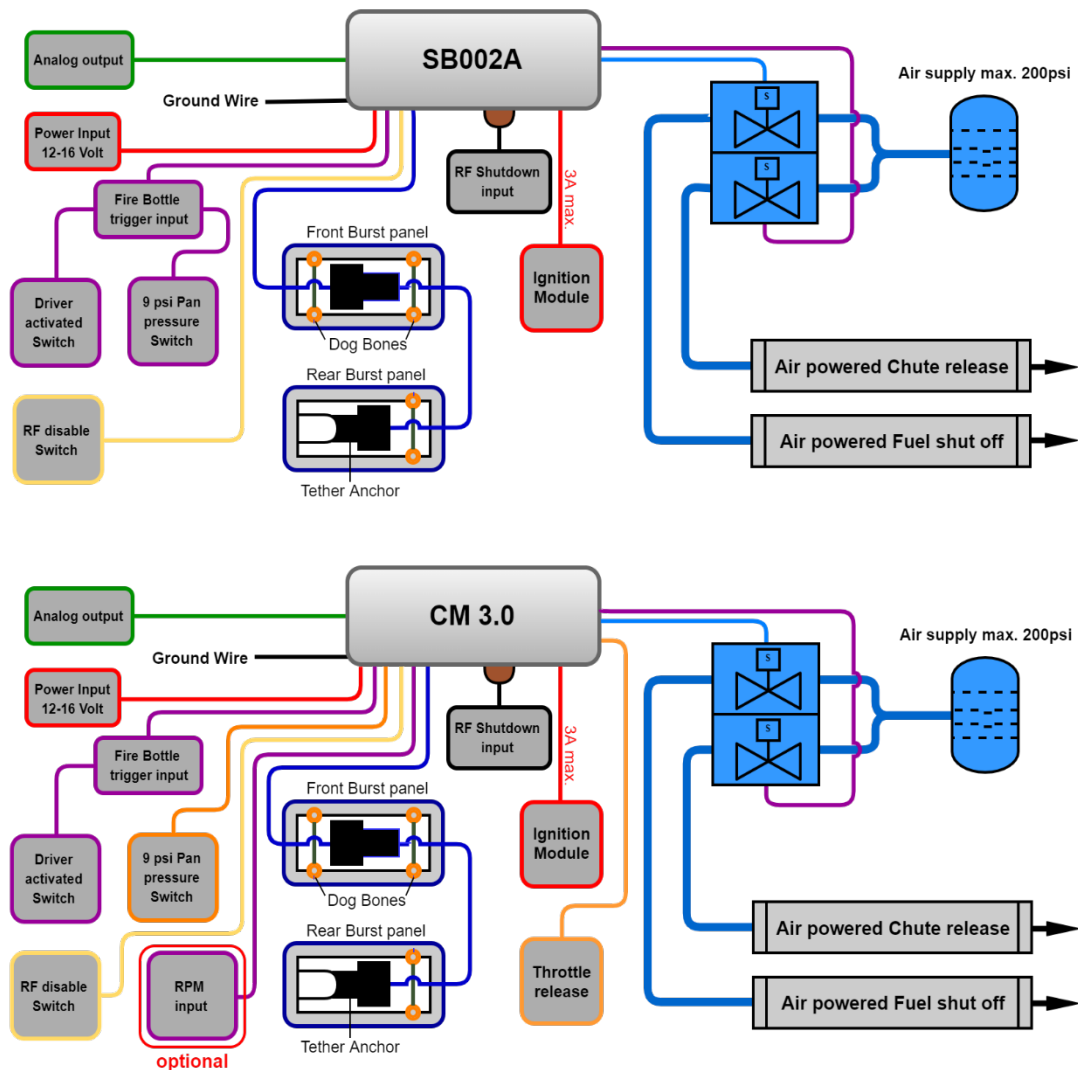 SB002A
Analog output
Ground Wire
Power Input
12-16 Volt
Fire Bottle
trigger input
Driver
activated
Switch
9 psi Pan
pressure
Switch
RF disable
Switch
RF Shutdown
input
3A max.
Ignition
Module
Front Burst panel
Dog Bones
Rear Burst panel
Tether Anchor
S
S
Air supply max. 200psi
Air powered Chute release
Air powered Fuel shut off
CM 3.0
Analog output
Ground Wire
Power Input
12-16 Volt
Fire Bottle
trigger input
Driver
activated
Switch
9 psi Pan
pressure
Switch
RF disable
Switch
RPM
input
optional
RF Shutdown
input
3A max.
Ignition
Module
Throttle
release
Front Burst panel
Dog Bones
Rear Burst panel
Tether Anchor
S
S
Air supply max. 200psi
Air powered Chute release
Air powered Fuel shut off